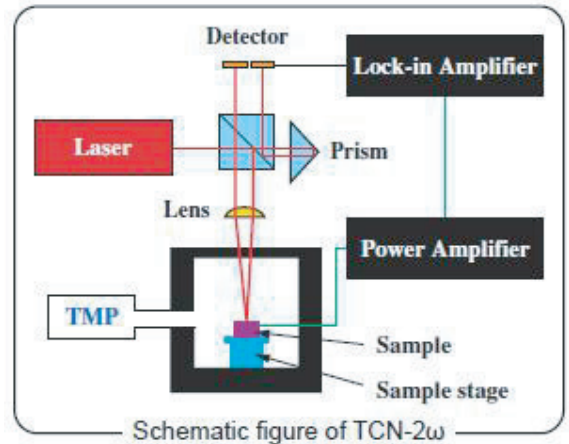 Detector
Lock-in Amplifier
Laser
Prism
Lens
Power Amplifier
TMP
Sample
Sample stage
Schematic figure of TCN-2ω